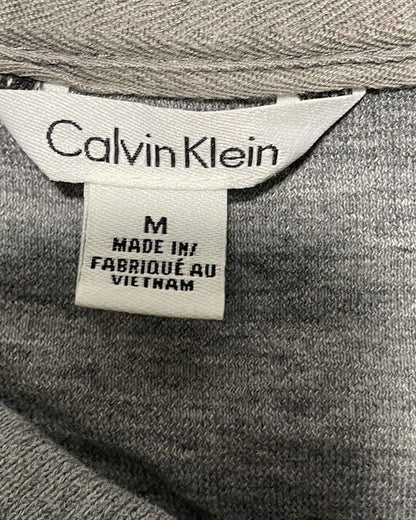 Calvin Klein
M
MADE IN/
FABRIQUÉ AU
VIETNAM